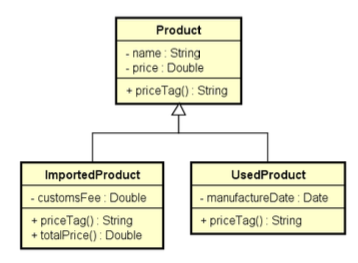 Product
- name : String
- price : Double
+ priceTag() : String
ImportedProduct
- customsFee : Double
+ priceTag() : String
+ totalPrice() : Double
UsedProduct
- manufactureDate : Date
+ priceTag() : String